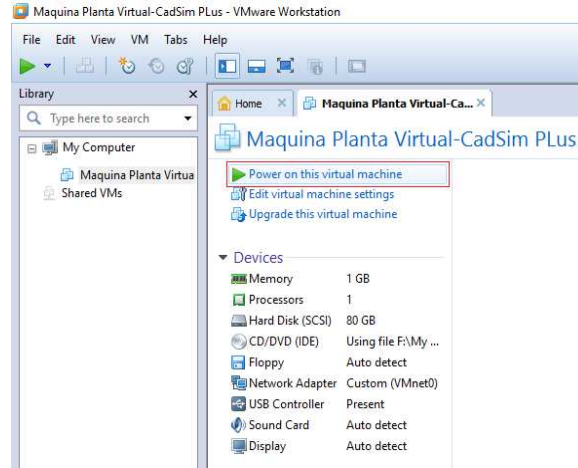 Maquina Planta Virtual-CadSim PLus - VMware Workstation
File Edit View VM Tabs Help
Library
Type here to search
My Computer
Maquina Planta Virtua
Shared VMs
Home
Maquina Planta Virtual-Ca...
Maquina Planta Virtual-CadSim PLus
Power on this virtual machine
Edit virtual machine settings
Upgrade this virtual machine
Devices
Memory 1 GB
Processors 1
Hard Disk (SCSI) 80 GB
CD/DVD (IDE) Using file F:\My ...
Floppy Auto detect
Network Adapter Custom (VMnet0)
USB Controller Present
Sound Card Auto detect
Display Auto detect